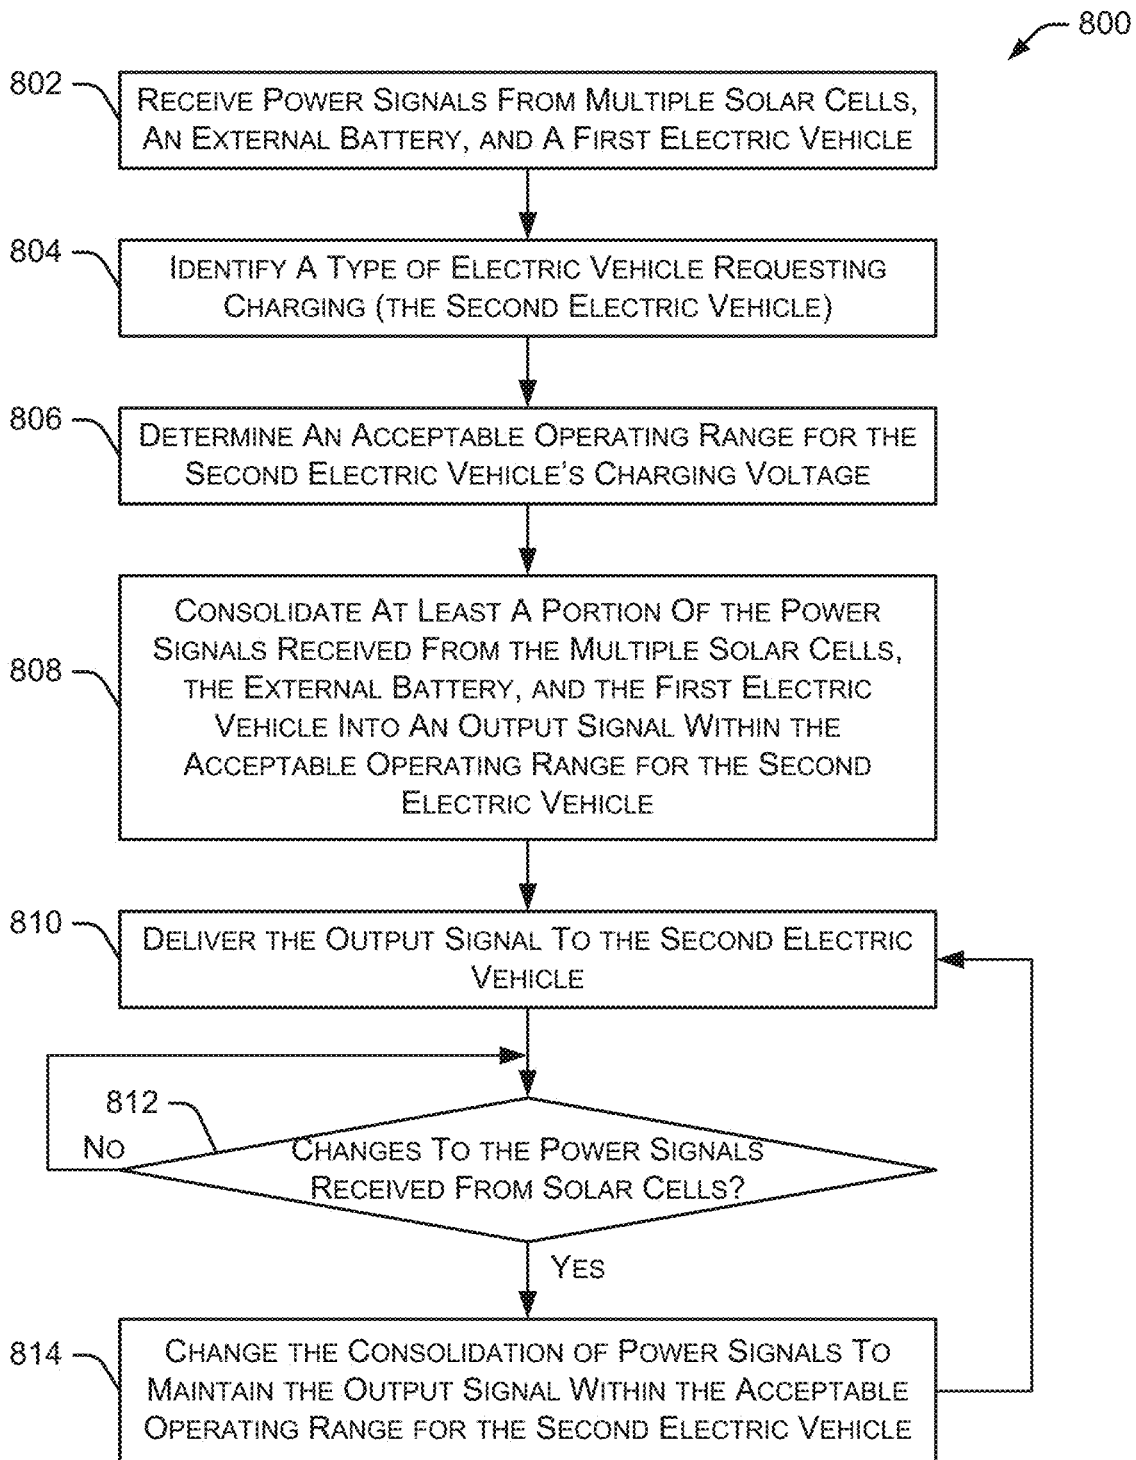 800
802
RECEIVE POWER SIGNALS FROM MULTIPLE SOLAR CELLS,
AN EXTERNAL BATTERY, AND A FIRST ELECTRIC VEHICLE
804
IDENTIFY A TYPE OF ELECTRIC VEHICLE REQUESTING
CHARGING (THE SECOND ELECTRIC VEHICLE)
806
DETERMINE AN ACCEPTABLE OPERATING RANGE FOR THE
SECOND ELECTRIC VEHICLE'S CHARGING VOLTAGE
808
CONSOLIDATE AT LEAST A PORTION OF THE POWER
SIGNALS RECEIVED FROM THE MULTIPLE SOLAR CELLS,
THE EXTERNAL BATTERY, AND THE FIRST ELECTRIC
VEHICLE INTO AN OUTPUT SIGNAL WITHIN THE
ACCEPTABLE OPERATING RANGE FOR THE SECOND
ELECTRIC VEHICLE
810
DELIVER THE OUTPUT SIGNAL TO THE SECOND ELECTRIC
VEHICLE
812
NO
CHANGES TO THE POWER SIGNALS
RECEIVED FROM SOLAR CELLS?
YES
814
CHANGE THE CONSOLIDATION OF POWER SIGNALS TO
MAINTAIN THE OUTPUT SIGNAL WITHIN THE ACCEPTABLE
OPERATING RANGE FOR THE SECOND ELECTRIC VEHICLE